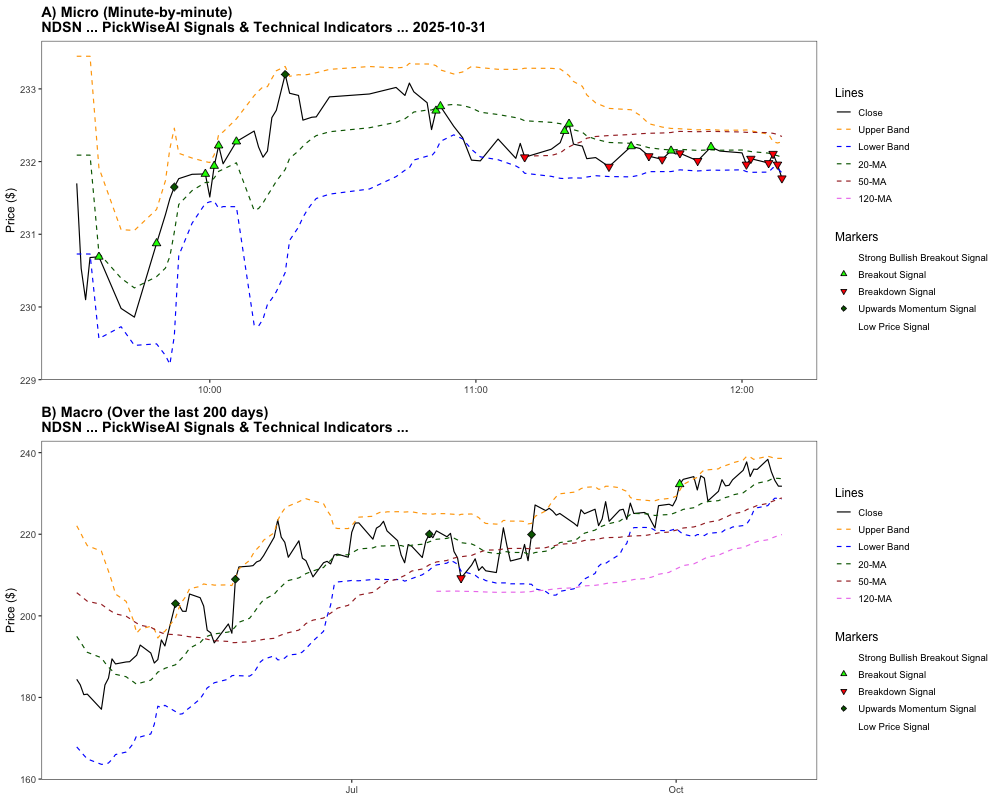 A) Micro (Minute-by-minute)
NDSN ... PickWiseAI Signals & Technical Indicators ... 2025-10-31
Price ($)
233
232
231
230
229
10:00
11:00
12:00
Lines
Close
Upper Band
Lower Band
20-MA
50-MA
120-MA
Markers
Strong Bullish Breakout Signal
Breakout Signal
Breakdown Signal
Upwards Momentum Signal
Low Price Signal
B) Macro (Over the last 200 days)
NDSN ... PickWiseAI Signals & Technical Indicators ...
Price ($)
240
220
200
180
160
Jul
Oct
Lines
Close
Upper Band
Lower Band
20-MA
50-MA
120-MA
Markers
Strong Bullish Breakout Signal
Breakout Signal
Breakdown Signal
Upwards Momentum Signal
Low Price Signal